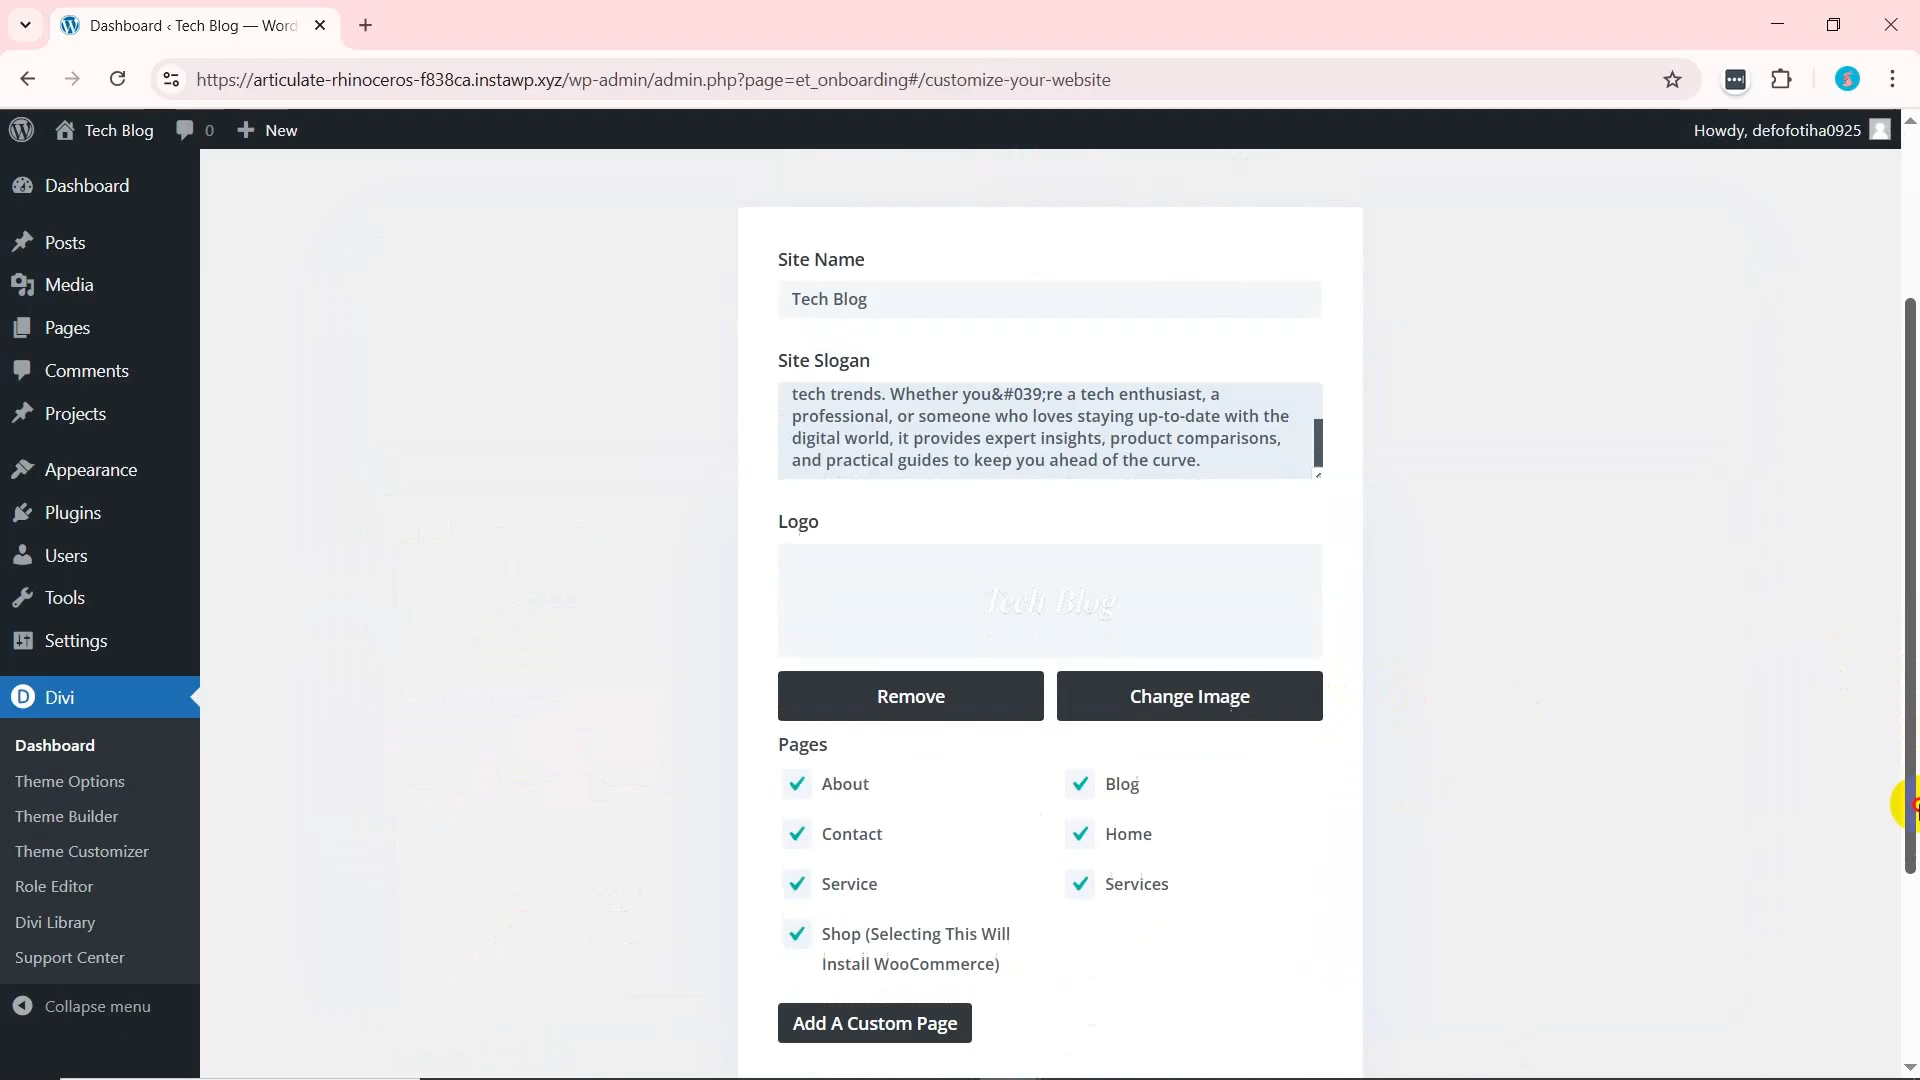 Dashboard ‹ Tech Blog — Word
https://articulate-rhinoceros-f838ca.instawp.xyz/wp-admin/admin.php?page=et_onboarding#/customize-your-website
Tech Blog
0
New
Howdy, defofotiha0925
Dashboard
Posts
Media
Pages
Comments
Projects
Appearance
Plugins
Users
Tools
Settings
Divi
Dashboard
Theme Options
Theme Builder
Theme Customizer
Role Editor
Divi Library
Support Center
Collapse menu
Site Name
Tech Blog
Site Slogan
tech trends. Whether you&#039;re a tech enthusiast, a
professional, or someone who loves staying up-to-date with the
digital world, it provides expert insights, product comparisons,
and practical guides to keep you ahead of the curve.
Logo
Tech Blog
Remove
Change Image
Pages
About
Blog
Contact
Home
Service
Services
Shop (Selecting This Will
Install WooCommerce)
Add A Custom Page